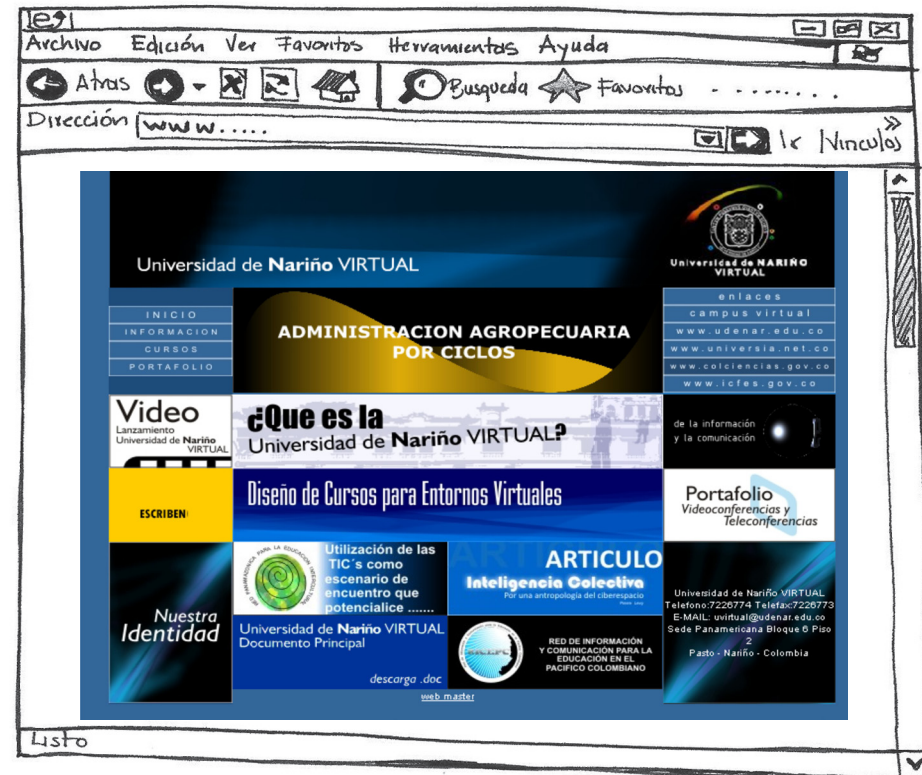 Archivo Edición Ver Favoritos Herramientas Ayuda
Atras Busqueda Favoritos
Dirección www..... Ir Vinculos
Universidad de Nariño VIRTUAL
Universidad de NARIÑO
VIRTUAL
INICIO
INFORMACION
CURSOS
PORTAFOLIO
ADMINISTRACION AGROPECUARIA
POR CICLOS
enlaces
campus virtual
www.udenar.edu.co
www.universia.net.co
www.colciencias.gov.co
www.icfes.gov.co
Video
Lanzamiento
Universidad de Nariño
VIRTUAL
¿Que es la
Universidad de Nariño VIRTUAL?
de la información
y la comunicación
ESCRIBEN
Diseño de Cursos para Entornos Virtuales
Portafolio
Videoconferencias y
Teleconferencias
Nuestra
Identidad
RED PANAMAZONICA PARA LA EDUCACION INTERCULTURAL
Utilización de las
TIC´s como
escenario de
encuentro que
potencialice .......
ARTICULO
Inteligencia Colectiva
Por una antropología del ciberespacio
Universidad de Nariño VIRTUAL
Documento Principal
descarga .doc
RED DE INFORMACIÓN
Y COMUNICACIÓN PARA LA
EDUCACIÓN EN EL
PACIFICO COLOMBIANO
Universidad de Nariño VIRTUAL
Telefono:7226774 Telefax:7226773
E-MAIL: uvirtual@udenar.edu.co
Sede Panamericana Bloque 6 Piso
2
Pasto - Nariño - Colombia
web master
Listo